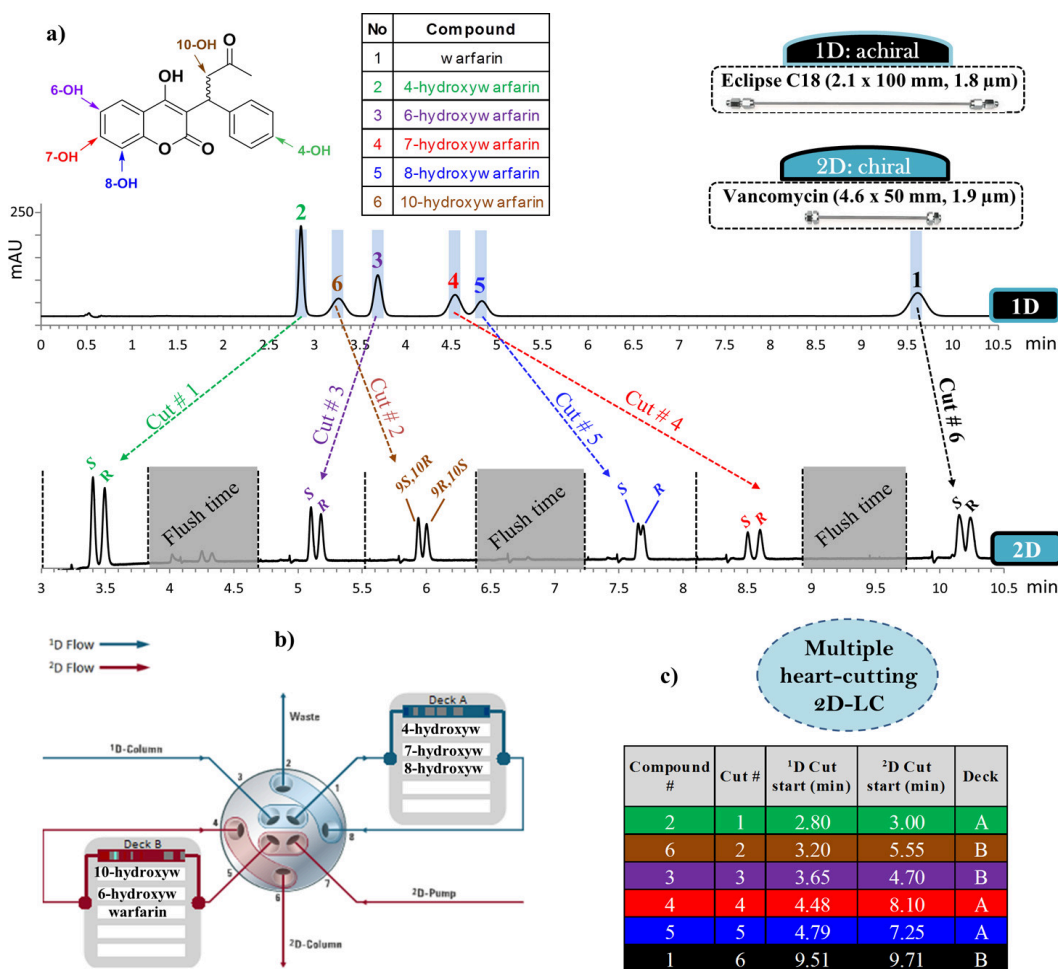 a)
10-OH
O
OH
6-OH
7-OH
8-OH
O
O
4-OH
No Compound
1 warfarin
2 4-hydroxywarfarin
3 6-hydroxywarfarin
4 7-hydroxywarfarin
5 8-hydroxywarfarin
6 10-hydroxywarfarin
1D: achiral
Eclipse C18 (2.1 x 100 mm, 1.8 µm)
2D: chiral
Vancomycin (4.6 x 50 mm, 1.9 µm)
250
mAU
2
6
3
4
5
1
1D
0 0.5 1 1.5 2 2.5 3 3.5 4 4.5 5 5.5 6 6.5 7 7.5 8 8.5 9 9.5 10 10.5 min
Cut # 1
Cut # 3
Cut # 2
Cut # 5
Cut # 4
Cut # 6
S R
Flush time
S R
9S,10R 9R,10S
Flush time
S R
S R
Flush time
S R
2D
3 3.5 4 4.5 5 5.5 6 6.5 7 7.5 8 8.5 9 9.5 10 10.5 min
b)
¹D Flow
²D Flow
Waste
Deck A
4-hydroxyw
7-hydroxyw
8-hydroxyw
¹D-Column
3
2
1
4
8
5
6
7
Deck B
10-hydroxyw
6-hydroxyw
warfarin
²D-Pump
²D-Column
c)
Multiple
heart-cutting
2D-LC
Compound # Cut # ¹D Cut start (min) ²D Cut start (min) Deck
2 1 2.80 3.00 A
6 2 3.20 5.55 B
3 3 3.65 4.70 B
4 4 4.48 8.10 A
5 5 4.79 7.25 A
1 6 9.51 9.71 B